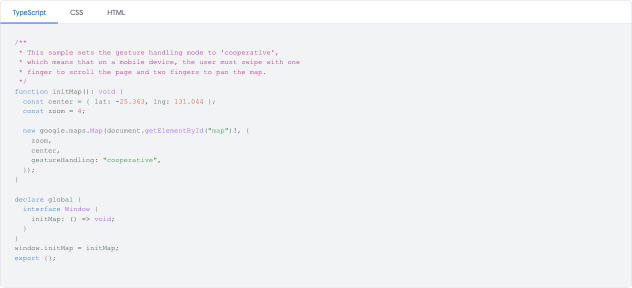 TypeScript CSS HTML
/**
 * This sample sets the gesture handling mode to 'cooperative',
 * which means that on a mobile device, the user must swipe with one
 * finger to scroll the page and two fingers to pan the map.
 */
function initMap(): void {
  const center = { lat: -25.363, lng: 131.044 };
  const zoom = 4;

  new google.maps.Map(document.getElementById("map")!, {
    zoom,
    center,
    gestureHandling: "cooperative",
  });
}

declare global {
  interface Window {
    initMap: () => void;
  }
}
window.initMap = initMap;
export {};